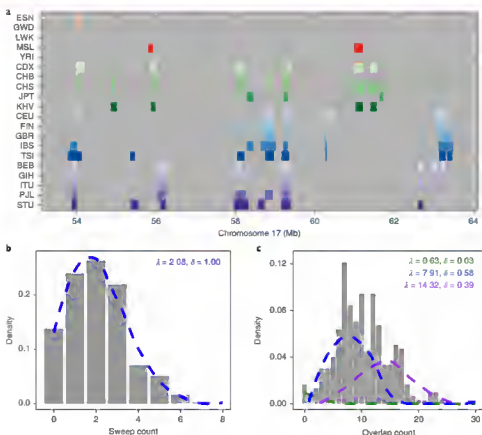 a
ESN
GWD
LWK
MSL
YRI
CDX
CHB
CHS
JPT
KHV
CEU
FIN
GBR
IBS
TSI
BEB
GIH
ITU
PJL
STU
54 56 58 60 62 64
Chromosome 17 (Mb)
b
λ = 2.08, δ = 1.00
Density
0.2
0.1
0.0
0 2 4 6 8
Sweep count
c
λ = 0.63, δ = 0.03
λ = 7.91, δ = 0.58
λ = 14.32, δ = 0.39
Density
0.12
0.08
0.04
0.00
0 10 20 30
Overlap count